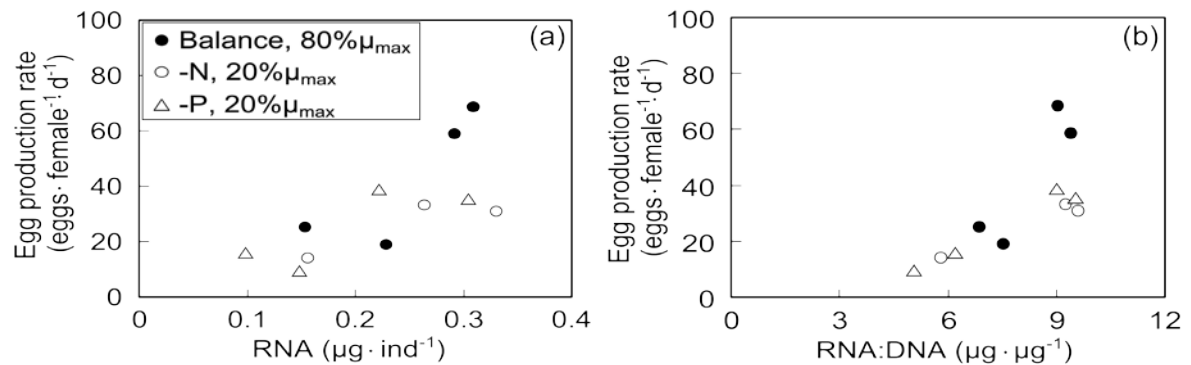 Egg production rate
(eggs·female⁻¹·d⁻¹)
100
80
60
40
20
0
Balance, 80%μmax
-N, 20%μmax
-P, 20%μmax
(a)
0
0.1
0.2
0.3
0.4
RNA (μg·ind⁻¹)
Egg production rate
(eggs·female⁻¹·d⁻¹)
100
80
60
40
20
0
(b)
0
3
6
9
12
RNA:DNA (μg·μg⁻¹)